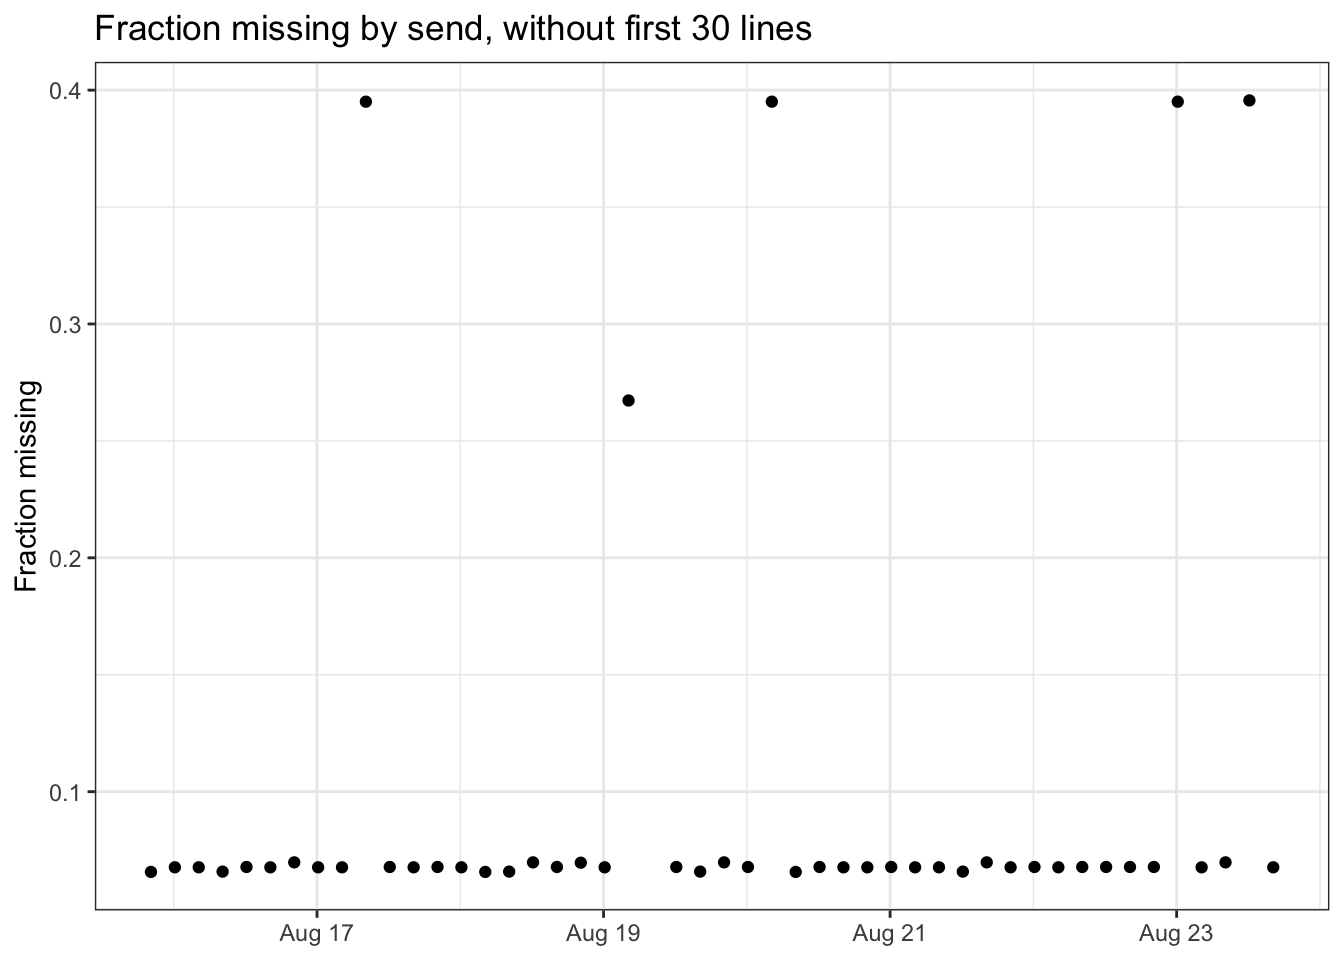 Fraction missing by send, without first 30 lines
Fraction missing
0.4
0.3
0.2
0.1
Aug 17
Aug 19
Aug 21
Aug 23